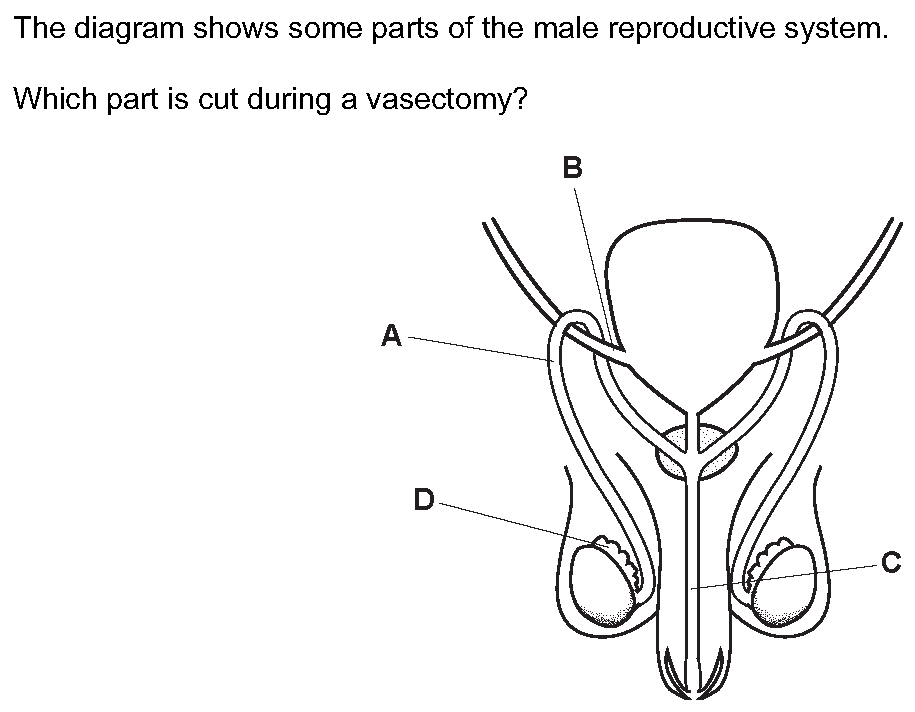 The diagram shows some parts of the male reproductive system.
Which part is cut during a vasectomy?
B
A
D
C